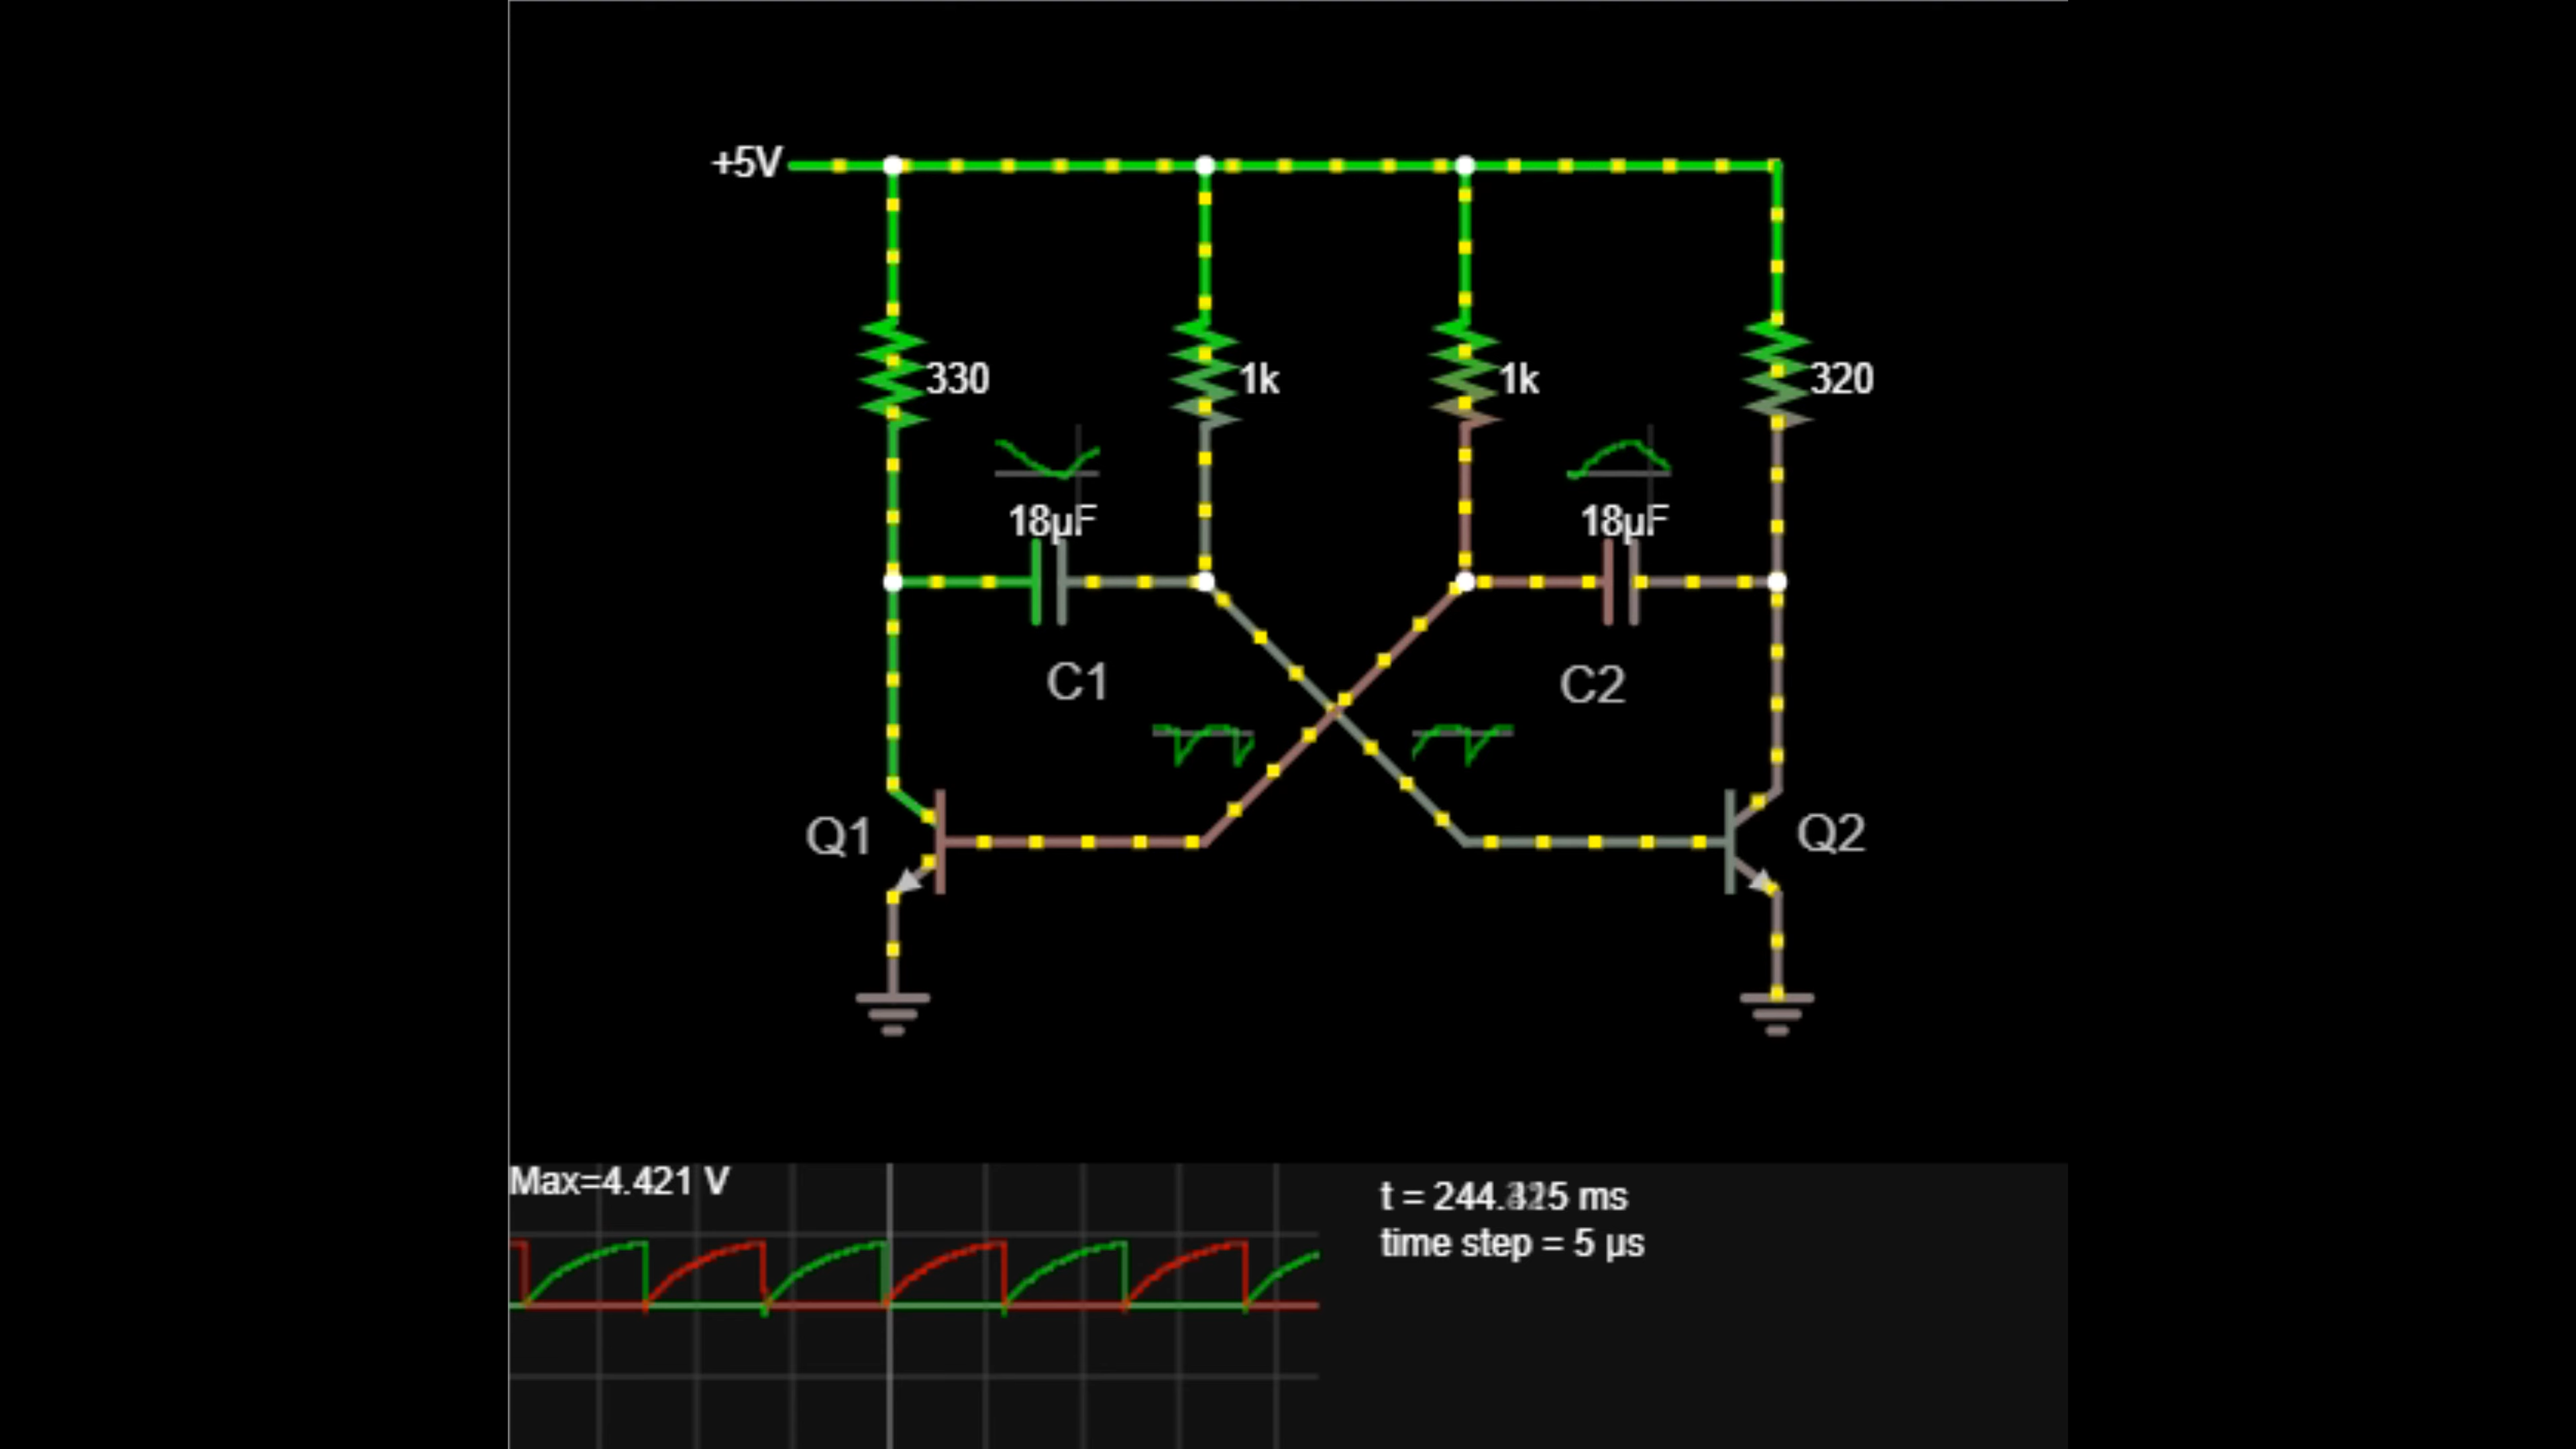 +5V
330
1k
1k
320
18µF
18µF
C1
C2
Q1
Q2
Max=4.421 V
t = 244. ms
time step = 5 µs